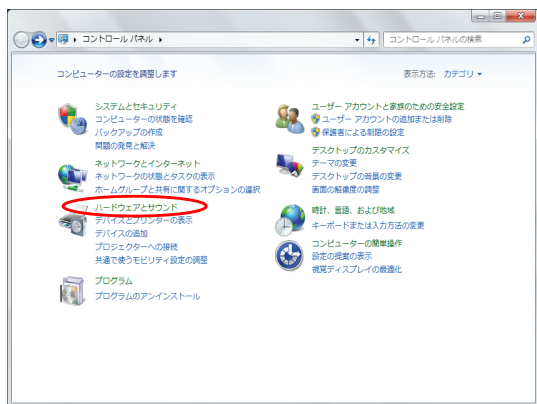 コントロール パネル
コントロール パネルの検索
コンピューターの設定を調整します
表示方法: カテゴリ
システムとセキュリティ
コンピューターの状態を確認
バックアップの作成
問題の発見と解決
ネットワークとインターネット
ネットワークの状態とタスクの表示
ホームグループと共有に関するオプションの選択
ハードウェアとサウンド
デバイスとプリンターの表示
デバイスの追加
プロジェクターへの接続
共通で使うモビリティ設定の調整
プログラム
プログラムのアンインストール
ユーザー アカウントと家族のための安全設定
ユーザー アカウントの追加または削除
保護者による制限の設定
デスクトップのカスタマイズ
テーマの変更
デスクトップの背景の変更
画面の解像度の調整
時計、言語、および地域
キーボードまたは入力方法の変更
コンピューターの簡単操作
設定の提案の表示
視覚ディスプレイの最適化